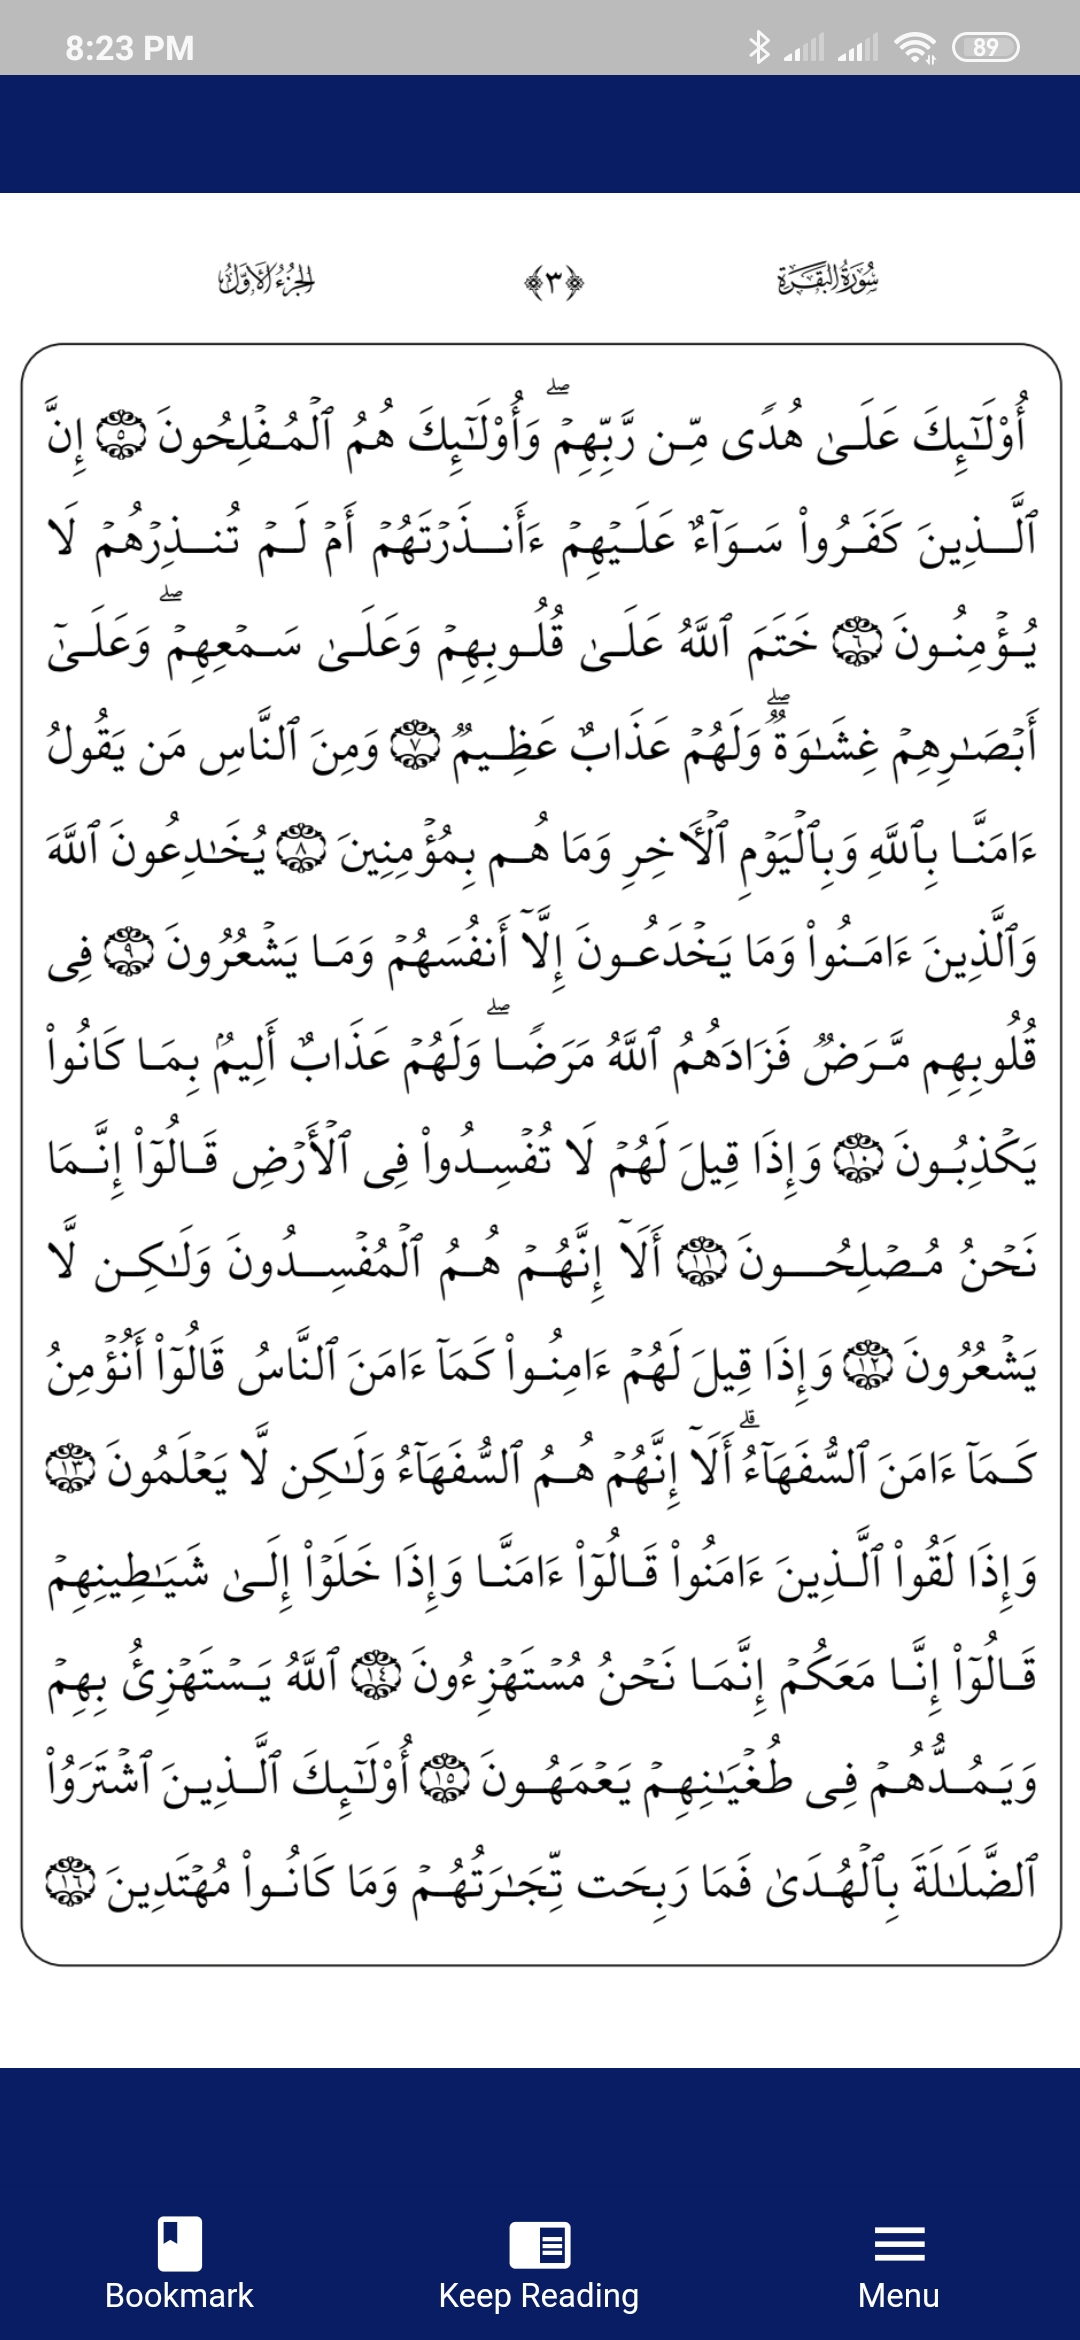 8:23 PM
89
سُورَةُ البَقَرَةِ
٣
الجُزْءُ الأَوَّلُ
أُوْلَـٰٓئِكَ عَلَىٰ هُدًى مِّن رَّبِّهِمْۖ وَأُوْلَـٰٓئِكَ هُمُ ٱلْمُفْلِحُونَ ٥ إِنَّ
ٱلَّذِينَ كَفَرُواْ سَوَآءٌ عَلَيْهِمْ ءَأَنذَرْتَهُمْ أَمْ لَمْ تُنذِرْهُمْ لَا
يُؤْمِنُونَ ٦ خَتَمَ ٱللَّهُ عَلَىٰ قُلُوبِهِمْ وَعَلَىٰ سَمْعِهِمْۖ وَعَلَىٰٓ
أَبْصَـٰرِهِمْ غِشَـٰوَةٌۖ وَلَهُمْ عَذَابٌ عَظِيمٌ ٧ وَمِنَ ٱلنَّاسِ مَن يَقُولُ
ءَامَنَّا بِٱللَّهِ وَبِٱلْيَوْمِ ٱلْأَخِرِ وَمَا هُم بِمُؤْمِنِينَ ٨ يُخَـٰدِعُونَ ٱللَّهَ
وَٱلَّذِينَ ءَامَنُواْ وَمَا يَخْدَعُونَ إِلَّآ أَنفُسَهُمْ وَمَا يَشْعُرُونَ ٩ فِى
قُلُوبِهِم مَّرَضٌ فَزَادَهُمُ ٱللَّهُ مَرَضًاۖ وَلَهُمْ عَذَابٌ أَلِيمٌۢ بِمَا كَانُواْ
يَكْذِبُونَ ١٠ وَإِذَا قِيلَ لَهُمْ لَا تُفْسِدُواْ فِى ٱلْأَرْضِ قَالُوٓاْ إِنَّمَا
نَحْنُ مُصْلِحُونَ ١١ أَلَآ إِنَّهُمْ هُمُ ٱلْمُفْسِدُونَ وَلَـٰكِن لَّا
يَشْعُرُونَ ١٢ وَإِذَا قِيلَ لَهُمْ ءَامِنُواْ كَمَآ ءَامَنَ ٱلنَّاسُ قَالُوٓاْ أَنُؤْمِنُ
كَمَآ ءَامَنَ ٱلسُّفَهَآءُۗ أَلَآ إِنَّهُمْ هُمُ ٱلسُّفَهَآءُ وَلَـٰكِن لَّا يَعْلَمُونَ ١٣
وَإِذَا لَقُواْ ٱلَّذِينَ ءَامَنُواْ قَالُوٓاْ ءَامَنَّا وَإِذَا خَلَوْاْ إِلَىٰ شَيَـٰطِينِهِمْ
قَالُوٓاْ إِنَّا مَعَكُمْ إِنَّمَا نَحْنُ مُسْتَهْزِءُونَ ١٤ ٱللَّهُ يَسْتَهْزِئُ بِهِمْ
وَيَمُدُّهُمْ فِى طُغْيَـٰنِهِمْ يَعْمَهُونَ ١٥ أُوْلَـٰٓئِكَ ٱلَّذِينَ ٱشْتَرَوُاْ
ٱلضَّلَـٰلَةَ بِٱلْهُدَىٰ فَمَا رَبِحَت تِّجَـٰرَتُهُمْ وَمَا كَانُواْ مُهْتَدِينَ ١٦
Bookmark
Keep Reading
Menu